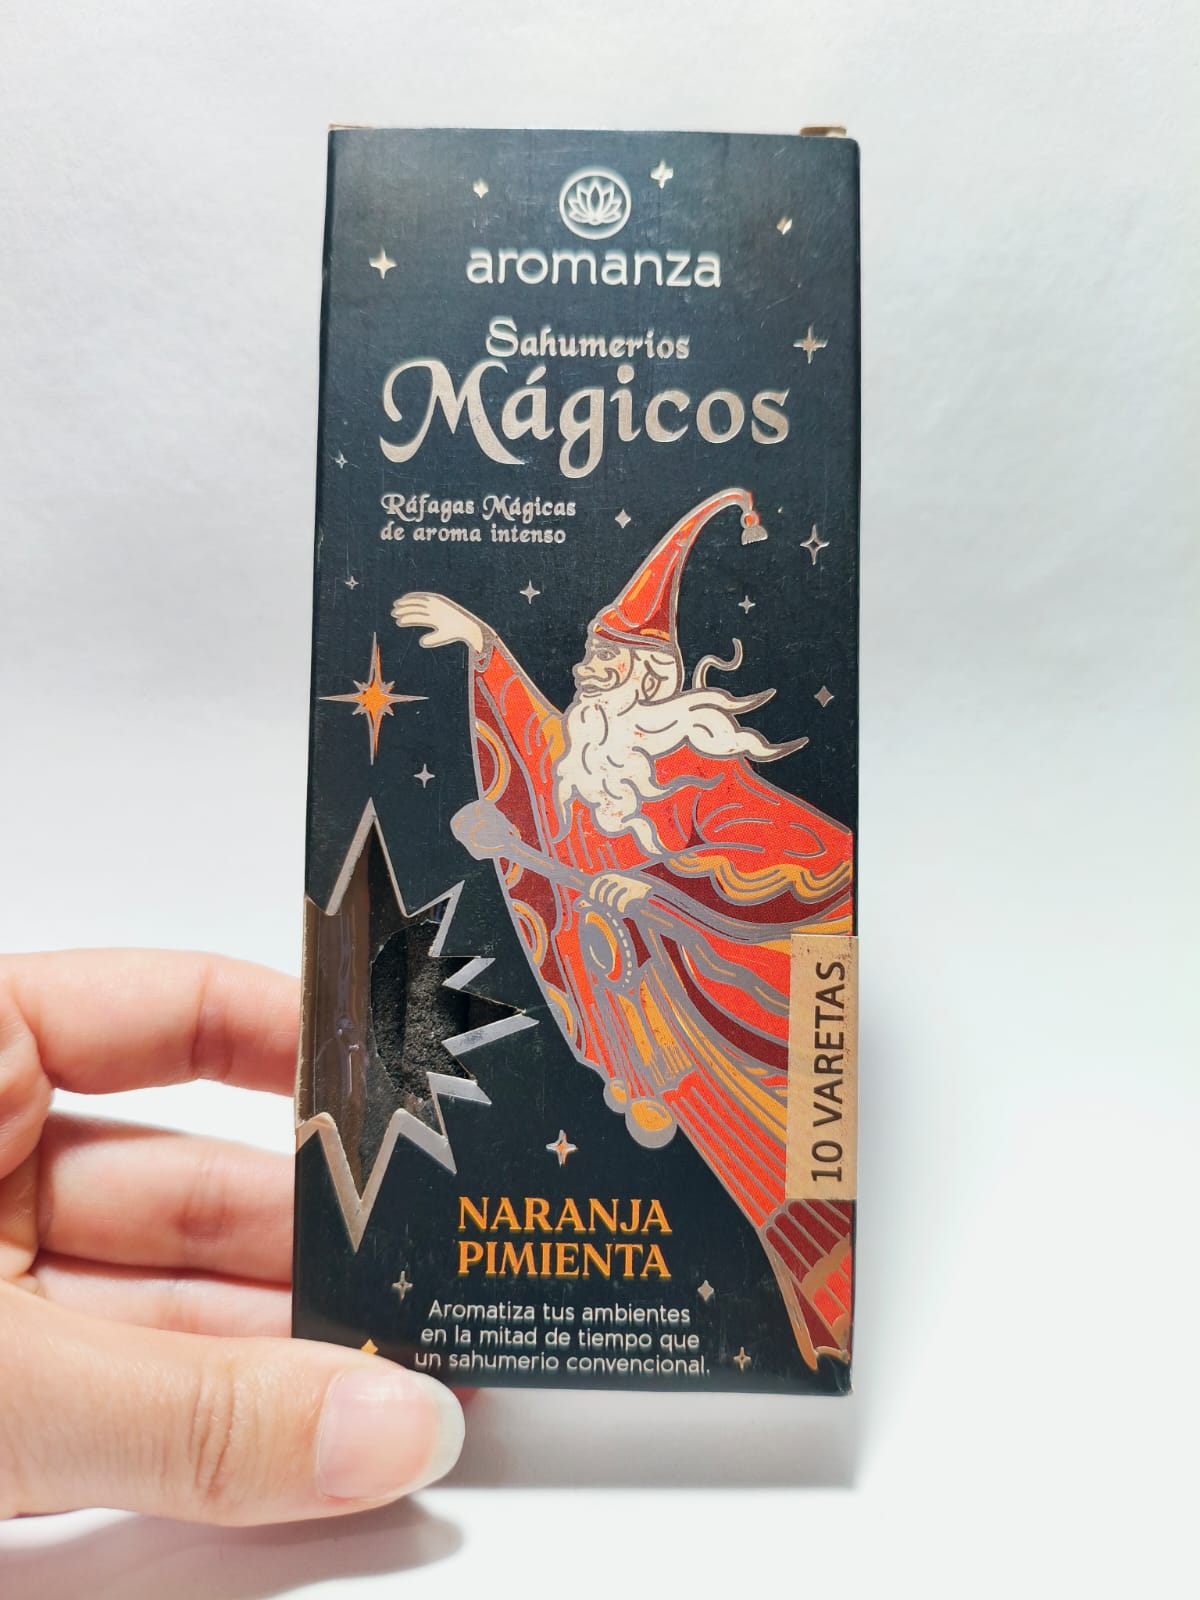 aromanza
Sahumerios
Mágicos
Ráfagas Mágicas
de aroma intenso
10 VARETAS
NARANJA
PIMIENTA
Aromatiza tus ambientes
en la mitad de tiempo que
un sahumerio convencional.